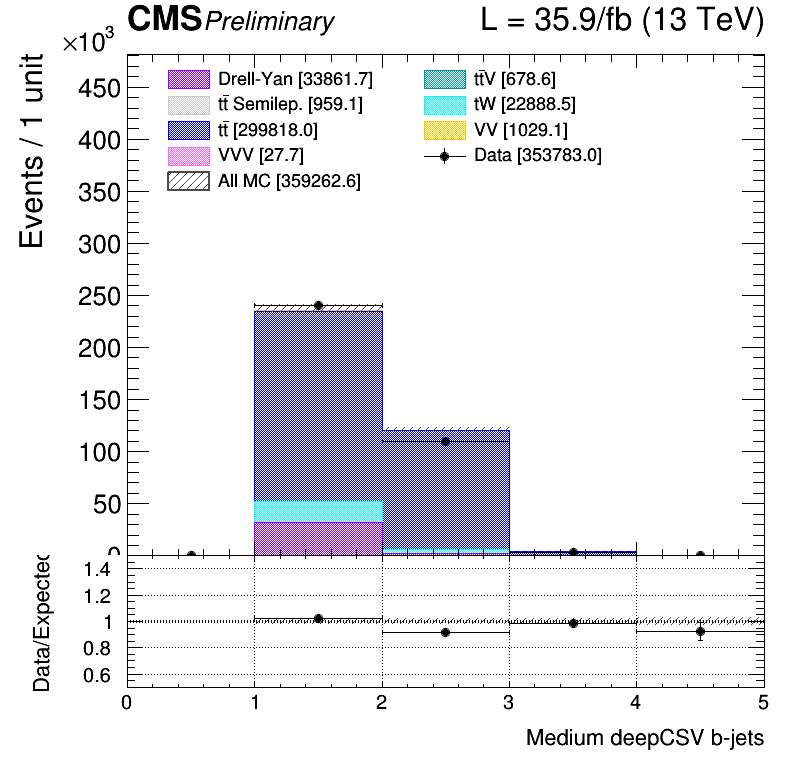 CMS Preliminary L = 35.9/fb (13 TeV)
×10³
Drell-Yan [33861.7] tt̄V [678.6]
tt̄ Semilep. [959.1] tW [22888.5]
tt̄ [299818.0] VV [1029.1]
VVV [27.7] Data [353783.0]
All MC [359262.6]
Events / 1 unit
450
400
350
300
250
200
150
100
50
0
Data/Expected
1.4
1.2
1
0.8
0.6
0 1 2 3 4 5
Medium deepCSV b-jets